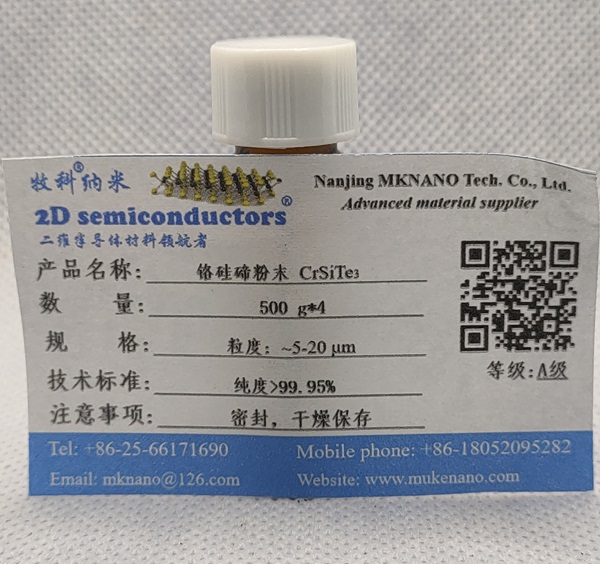 牧科纳米®
2D semiconductors®
二维半导体材料领航者
Nanjing MKNANO Tech. Co., Ltd.
Advanced material supplier
产品名称: 铬硅碲粉末 CrSiTe₃
数 量: 500 g*4
规 格: 粒度: ~5-20 μm
技术标准: 纯度>99.95%
注意事项: 密封, 干燥保存
等级:A级
Tel: +86-25-66171690 Mobile phone: +86-18052095282
Email: mknano@126.com Website: www.mukenano.com